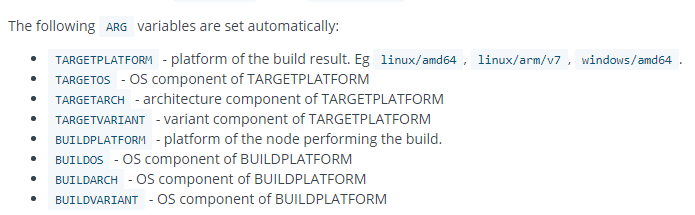 The following ARG variables are set automatically:
• TARGETPLATFORM - platform of the build result. Eg linux/amd64 , linux/arm/v7 , windows/amd64 .
• TARGETOS - OS component of TARGETPLATFORM
• TARGETARCH - architecture component of TARGETPLATFORM
• TARGETVARIANT - variant component of TARGETPLATFORM
• BUILDPLATFORM - platform of the node performing the build.
• BUILDOS - OS component of BUILDPLATFORM
• BUILDARCH - OS component of BUILDPLATFORM
• BUILDVARIANT - OS component of BUILDPLATFORM